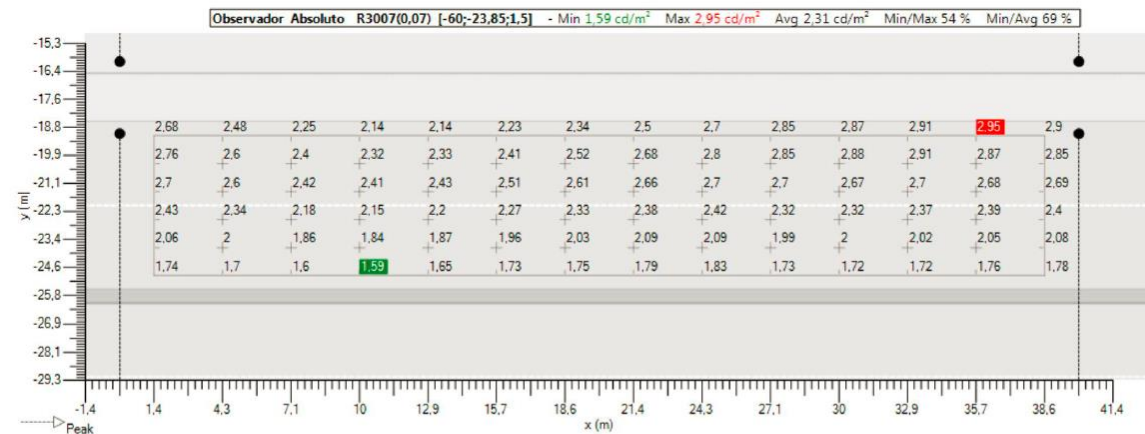 Observador Absoluto R3007(0,07) [-60;-23,85;1,5] - Min 1,59 cd/m² Max 2,95 cd/m² Avg 2,31 cd/m² Min/Max 54 % Min/Avg 69 %
-15,3
-16,4
-17,6
-18,8 2,68 2,48 2,25 2,14 2,14 2,23 2,34 2,5 2,7 2,85 2,87 2,91 2,95 2,9
-19,9 2,76 2,6 2,4 2,32 2,33 2,41 2,52 2,68 2,8 2,85 2,88 2,91 2,87 2,85
-21,1 2,7 2,6 2,42 2,41 2,43 2,51 2,61 2,66 2,7 2,7 2,67 2,7 2,68 2,69
-22,3 2,43 2,34 2,18 2,15 2,2 2,27 2,33 2,38 2,42 2,32 2,32 2,37 2,39 2,4
-23,4 2,06 2 1,86 1,84 1,87 1,96 2,03 2,09 2,09 1,99 2 2,02 2,05 2,08
-24,6 1,74 1,7 1,6 1,59 1,65 1,73 1,75 1,79 1,83 1,73 1,72 1,72 1,76 1,78
-25,8
-26,9
-28,1
-29,3
y (m)
-1,4 1,4 4,3 7,1 10 12,9 15,7 18,6 21,4 24,3 27,1 30 32,9 35,7 38,6 41,4
x (m)
Peak